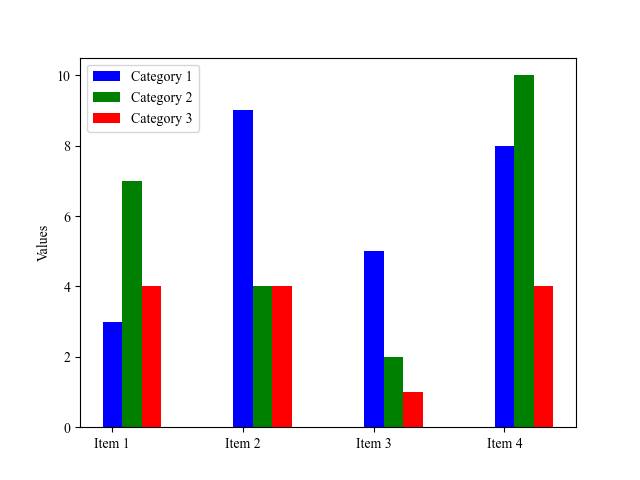 10
8
6
4
2
0
Values
Category 1
Category 2
Category 3
Item 1
Item 2
Item 3
Item 4